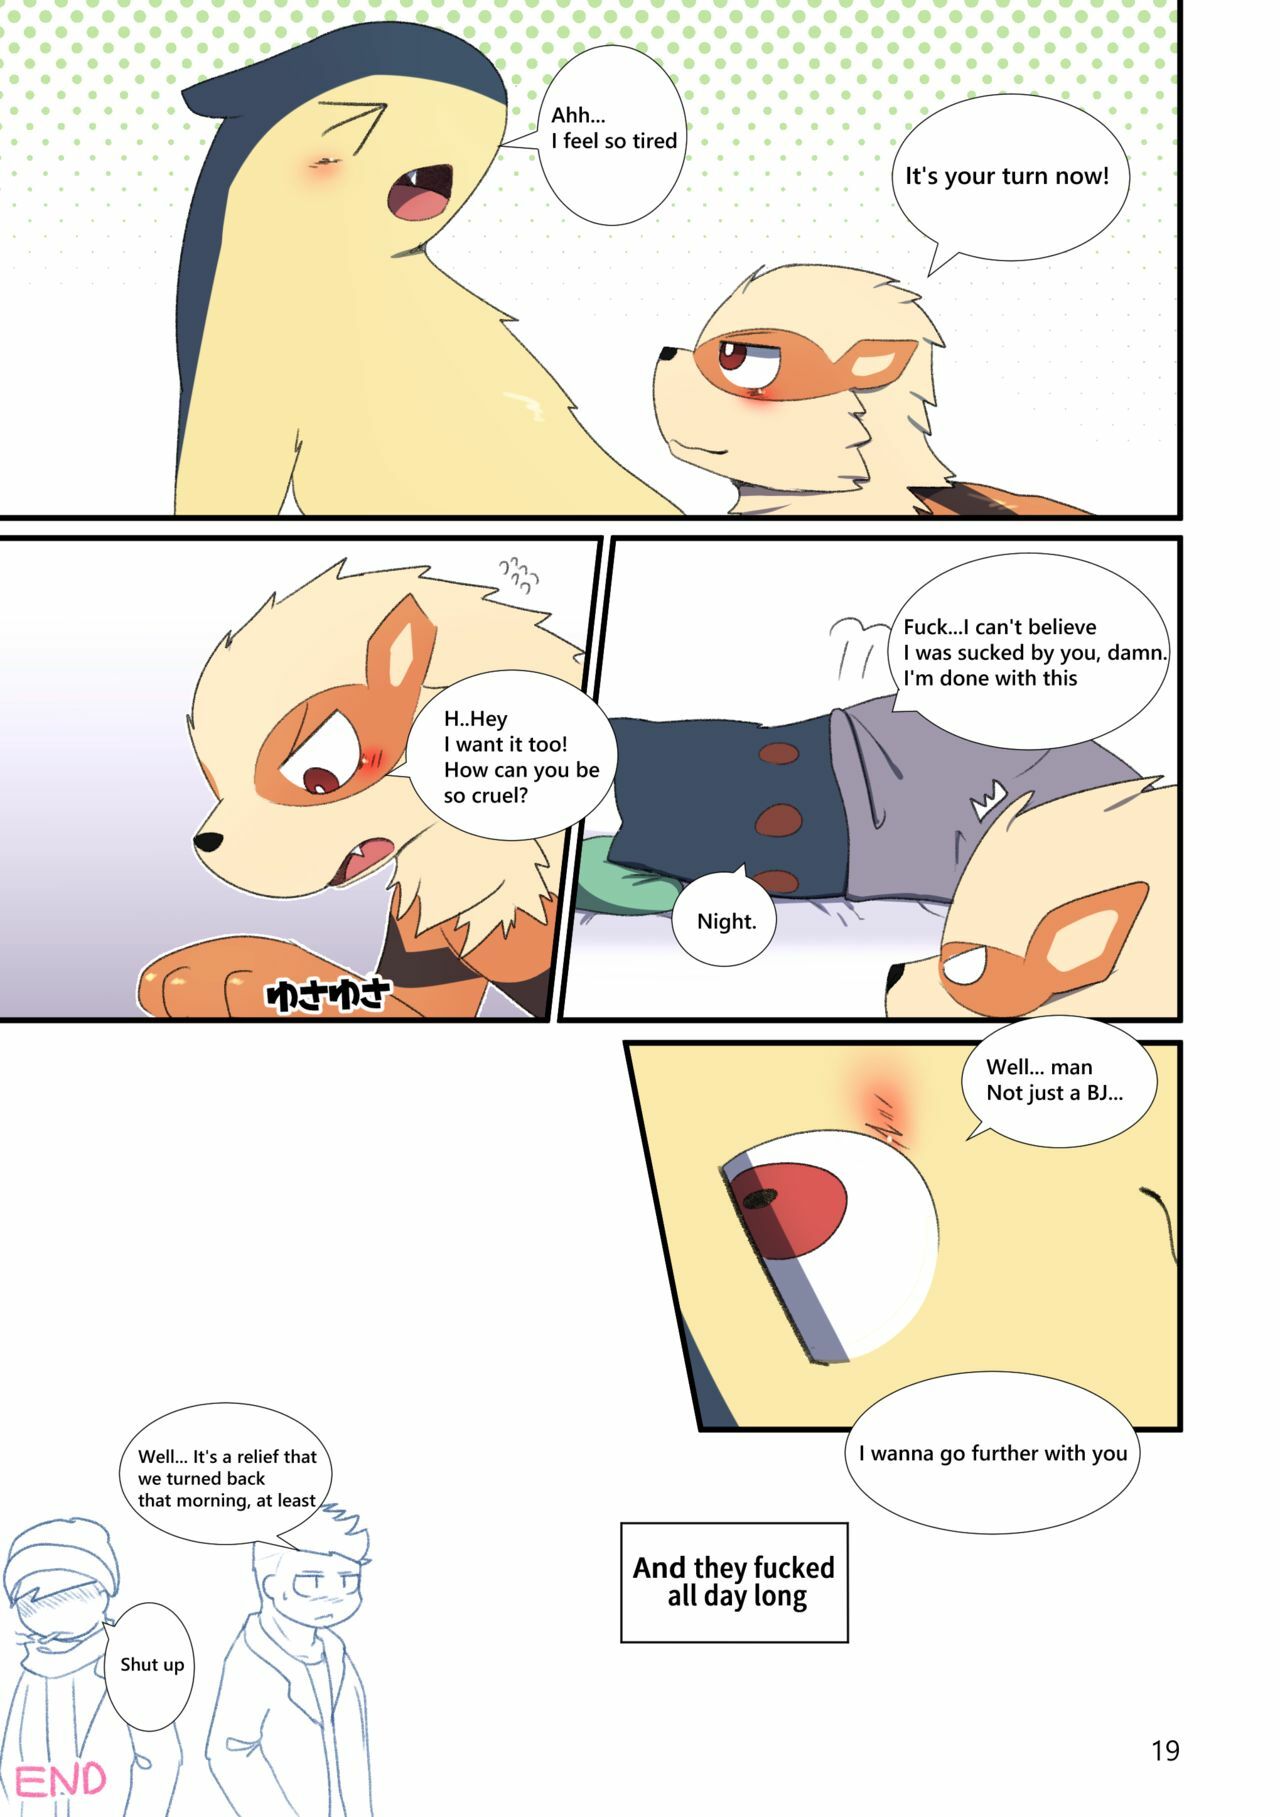 Ahh...
I feel so tired
It's your turn now!
H..Hey
I want it too!
How can you be
so cruel?
ゆさゆさ
Fuck...I can't believe
I was sucked by you, damn.
I'm done with this
Night.
Well... man
Not just a BJ...
I wanna go further with you
And they fucked
all day long
Well... It's a relief that
we turned back
that morning, at least
Shut up
END
19